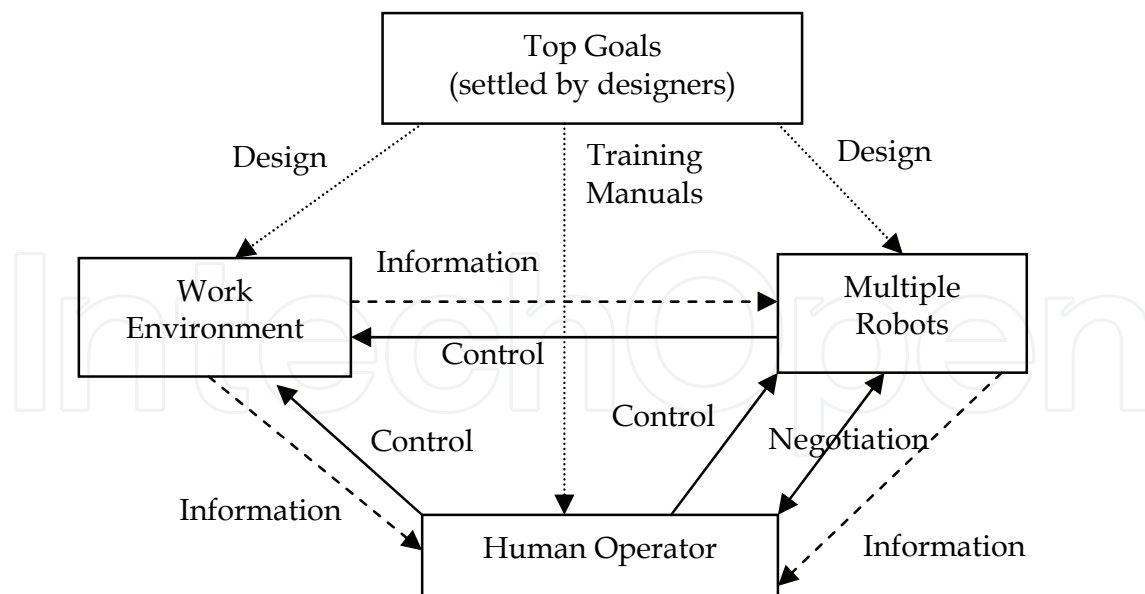 Top Goals
(settled by designers)
Design
Training
Manuals
Design
Information
Work
Environment
Multiple
Robots
Control
Control
Control
Negotiation
Information
Human Operator
Information
IntechOpen